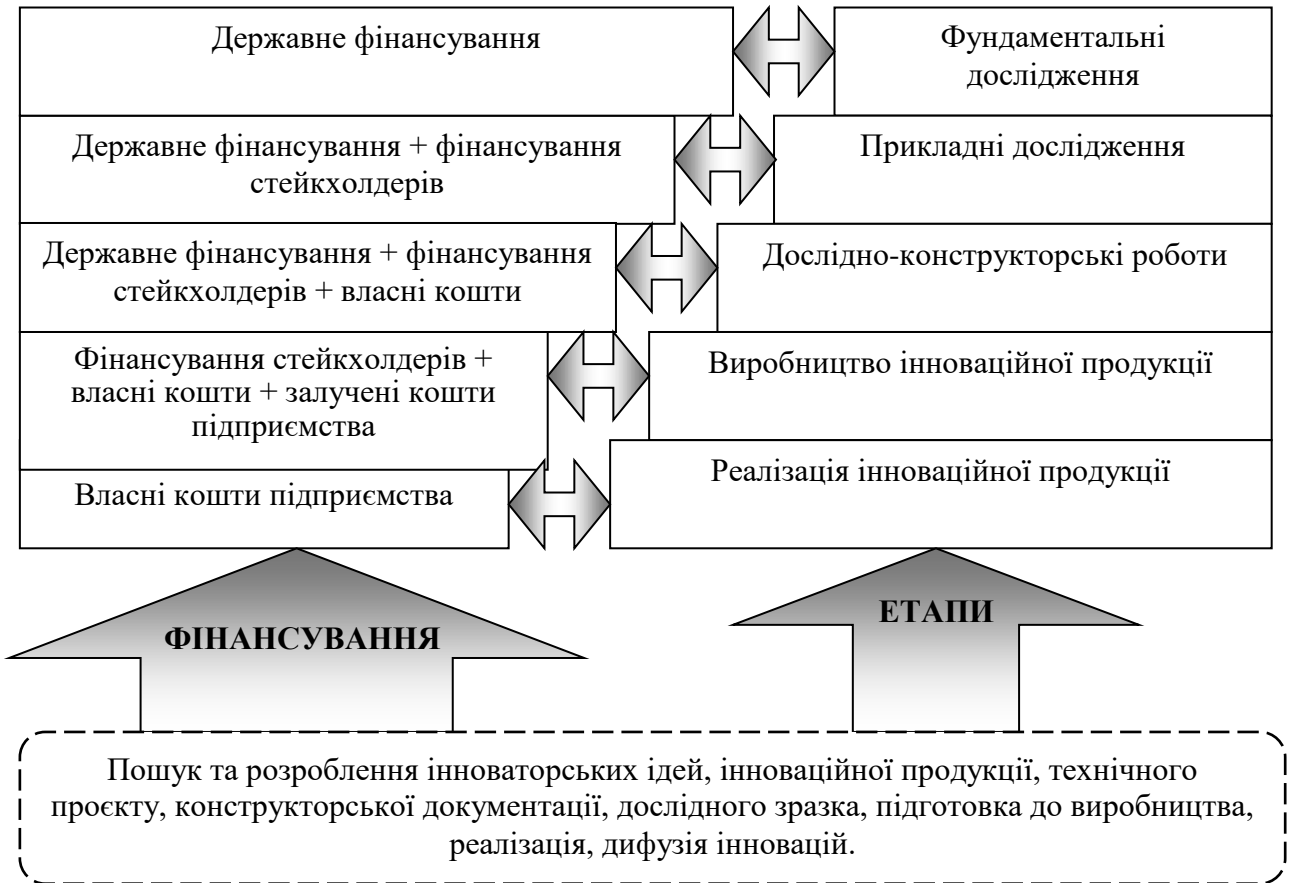 Державне фінансування
Фундаментальні
дослідження
Державне фінансування + фінансування
стейкхолдерів
Прикладні дослідження
Державне фінансування + фінансування
стейкхолдерів + власні кошти
Дослідно-конструкторські роботи
Фінансування стейкхолдерів +
власні кошти + залучені кошти
підприємства
Виробництво інноваційної продукції
Власні кошти підприємства
Реалізація інноваційної продукції
ФІНАНСУВАННЯ
ЕТАПИ
Пошук та розроблення інноваторських ідей, інноваційної продукції, технічного
проєкту, конструкторської документації, дослідного зразка, підготовка до виробництва,
реалізація, дифузія інновацій.